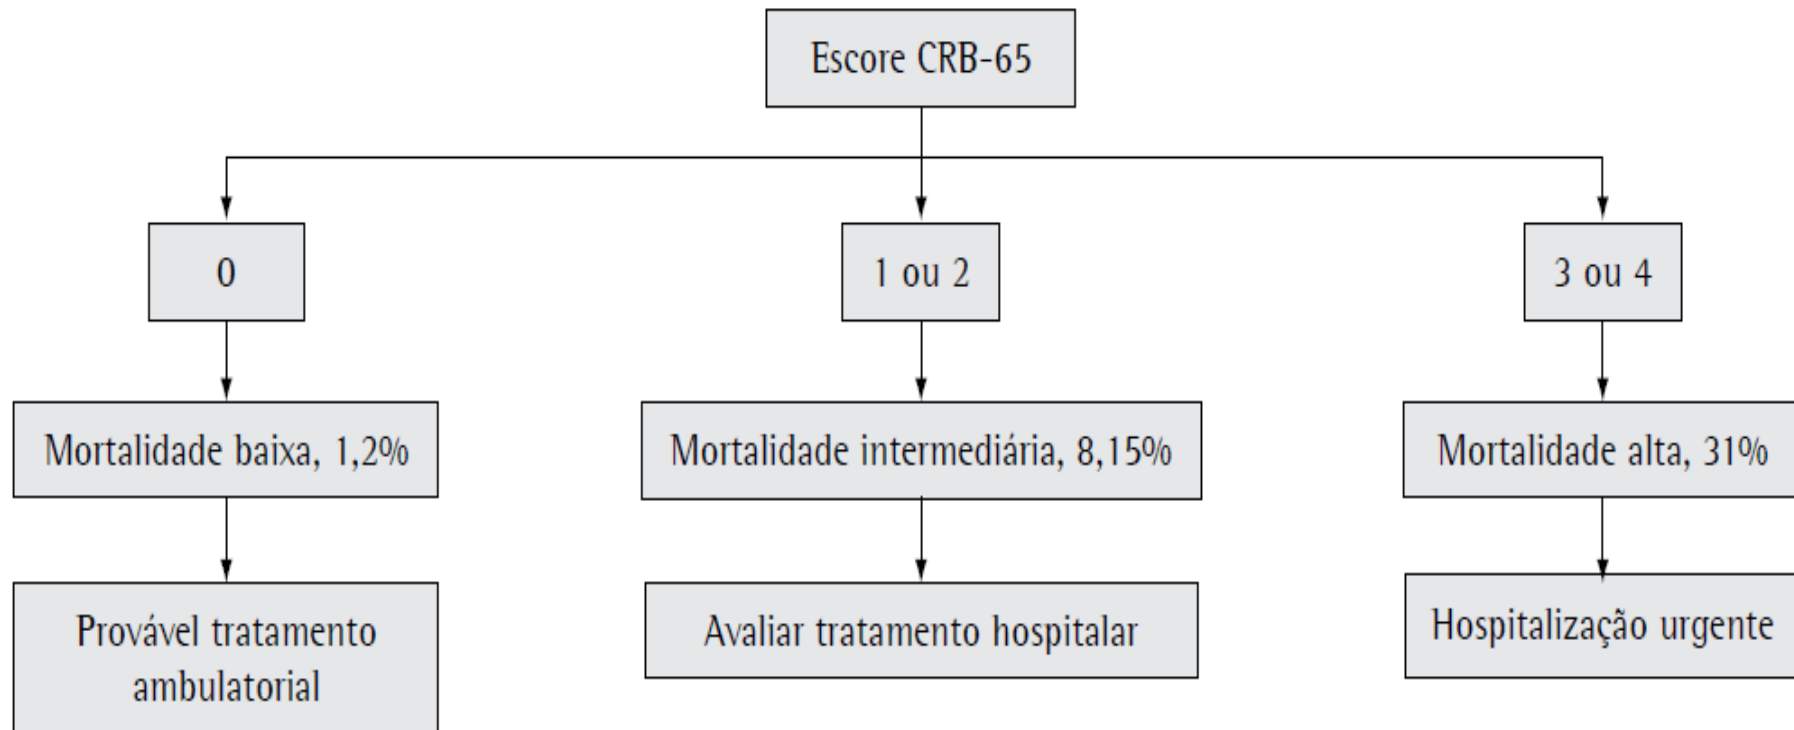 Escore CRB-65
0
1 ou 2
3 ou 4
Mortalidade baixa, 1,2%
Mortalidade intermediária, 8,15%
Mortalidade alta, 31%
Provável tratamento
ambulatorial
Avaliar tratamento hospitalar
Hospitalização urgente